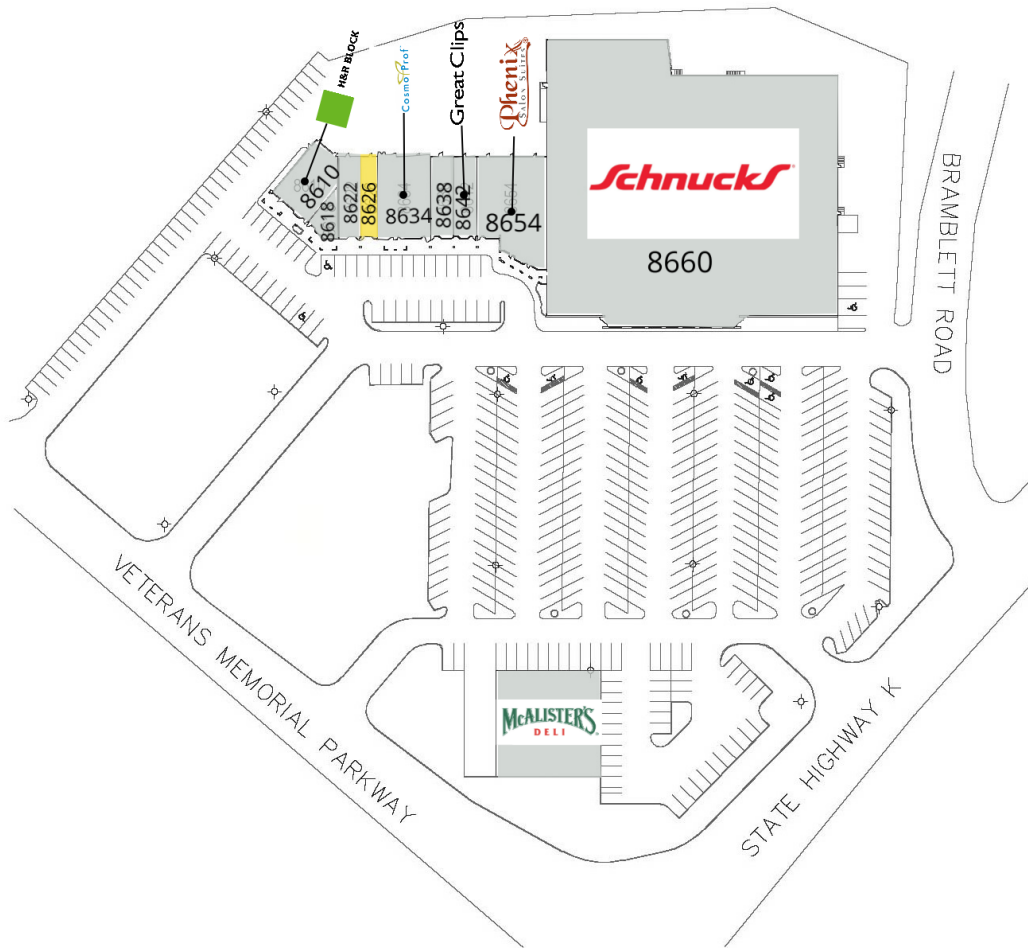 H&R BLOCK
CosmoProf
Great Clips
Phenix
SALON SUITES
Schnucks
8610
8618
8622
8626
8634
8638
8642
8654
8660
BRAMBLETT ROAD
VETERANS MEMORIAL PARKWAY
MCALISTER'S
DELI
STATE HIGHWAY K